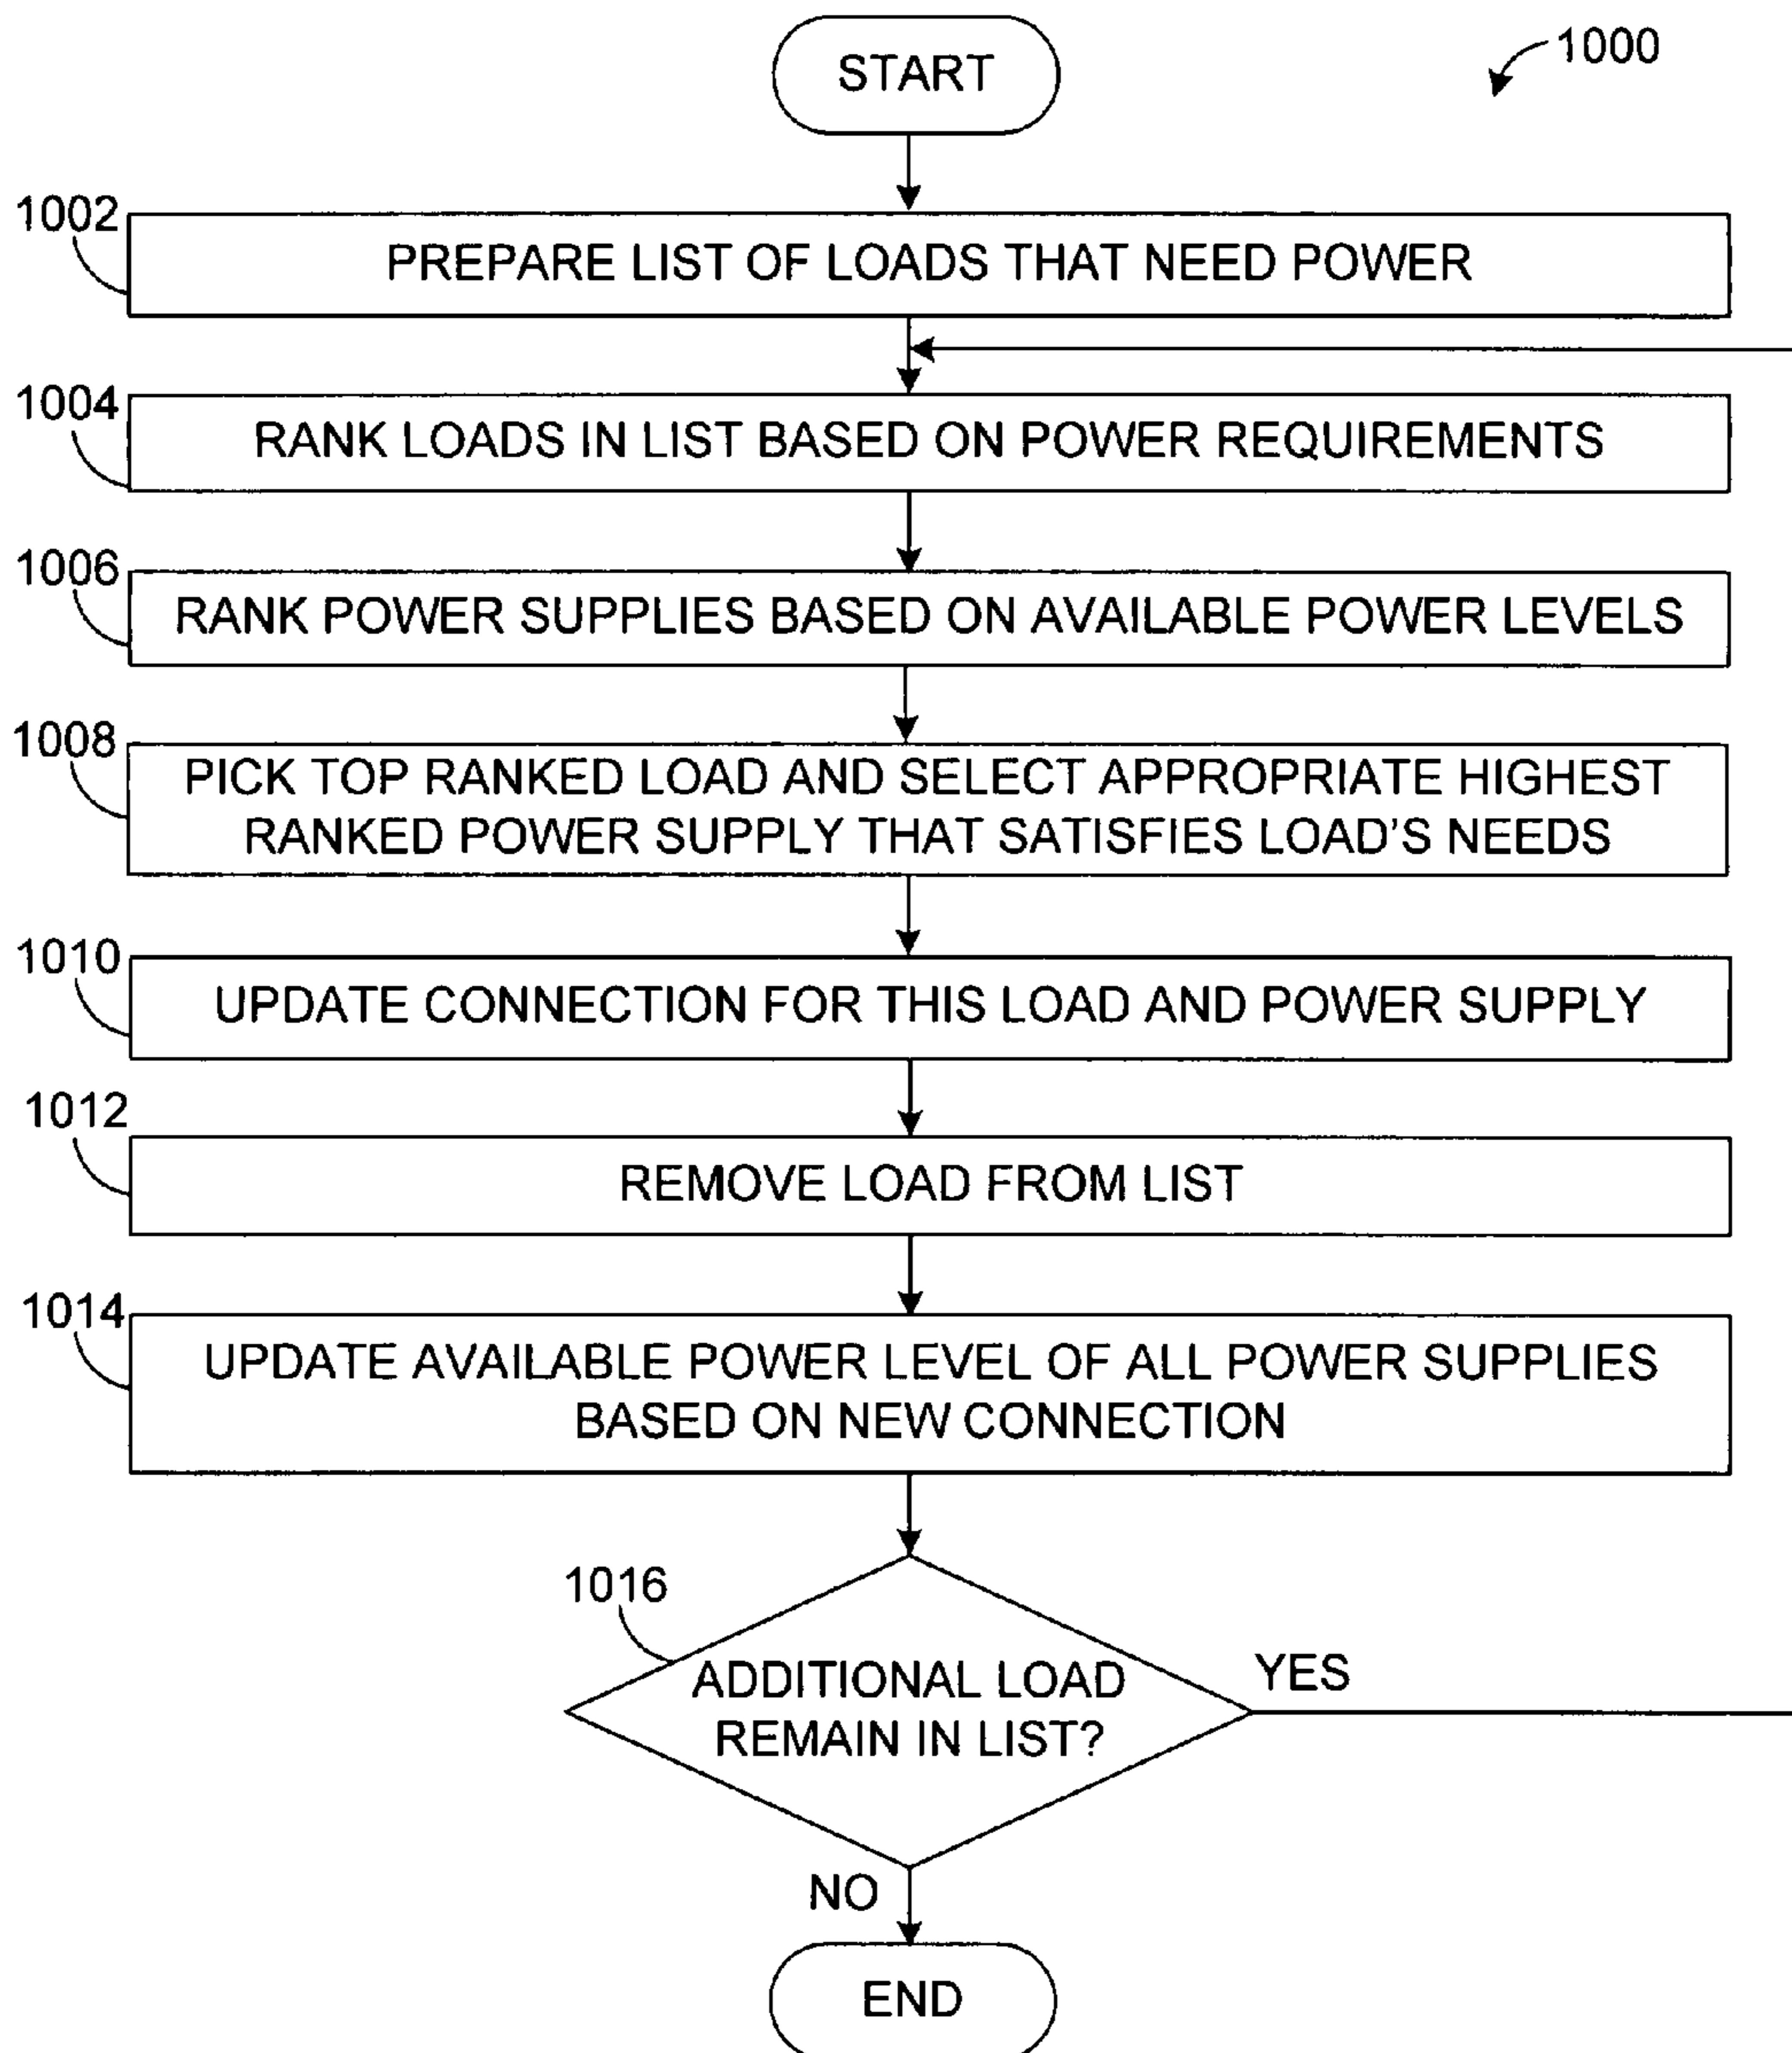 START
1000
1002
PREPARE LIST OF LOADS THAT NEED POWER
1004
RANK LOADS IN LIST BASED ON POWER REQUIREMENTS
1006
RANK POWER SUPPLIES BASED ON AVAILABLE POWER LEVELS
1008
PICK TOP RANKED LOAD AND SELECT APPROPRIATE HIGHEST
RANKED POWER SUPPLY THAT SATISFIES LOAD'S NEEDS
1010
UPDATE CONNECTION FOR THIS LOAD AND POWER SUPPLY
1012
REMOVE LOAD FROM LIST
1014
UPDATE AVAILABLE POWER LEVEL OF ALL POWER SUPPLIES
BASED ON NEW CONNECTION
1016
ADDITIONAL LOAD
REMAIN IN LIST?
YES
NO
END